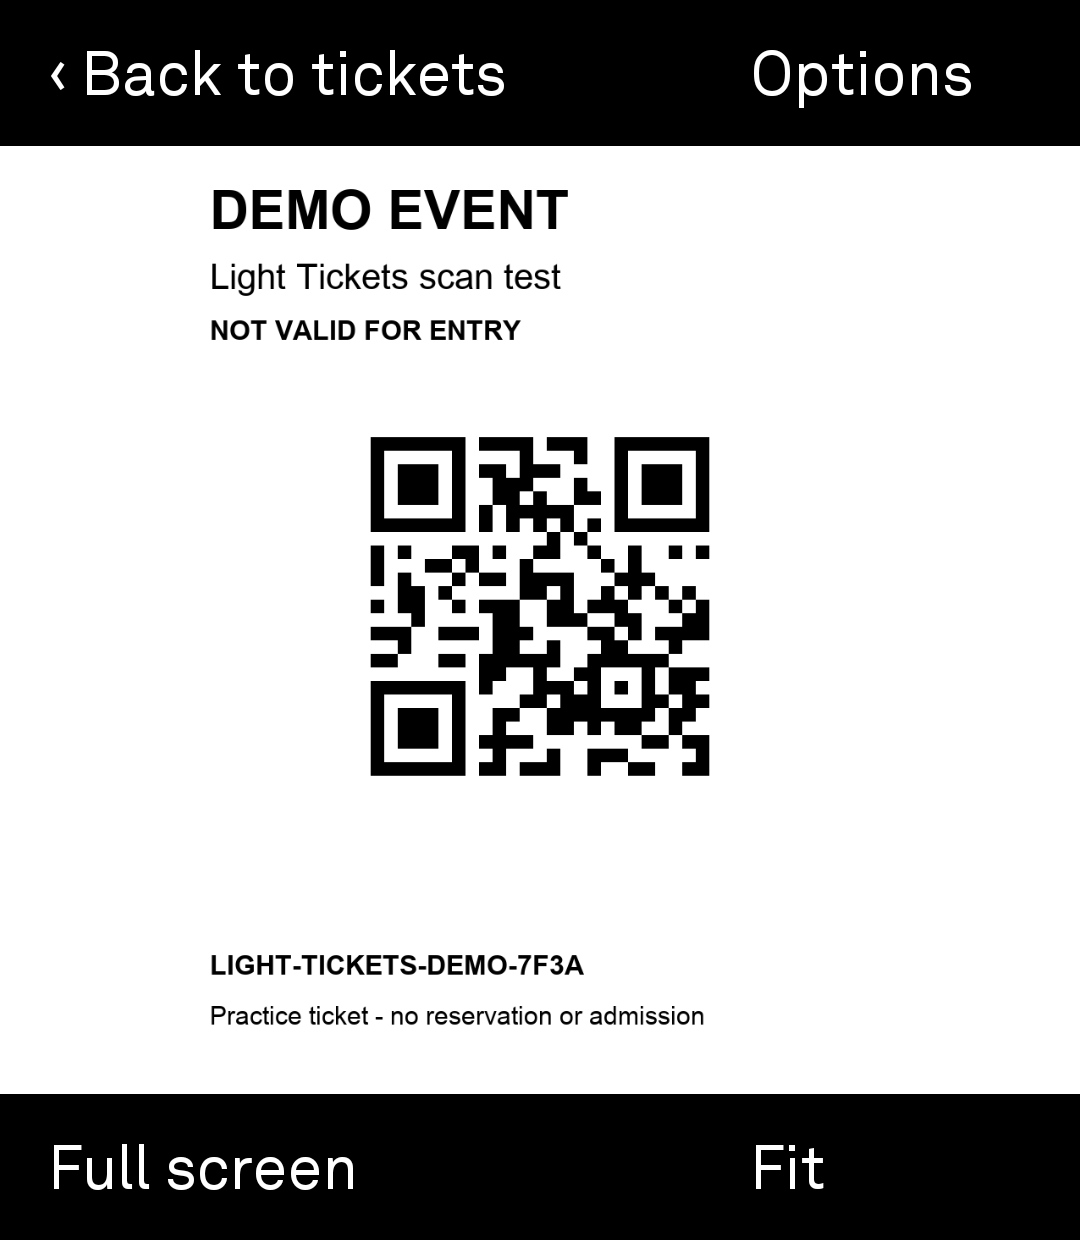 ‹ Back to tickets Options
DEMO EVENT
Light Tickets scan test
NOT VALID FOR ENTRY
LIGHT-TICKETS-DEMO-7F3A
Practice ticket - no reservation or admission
Full screen Fit